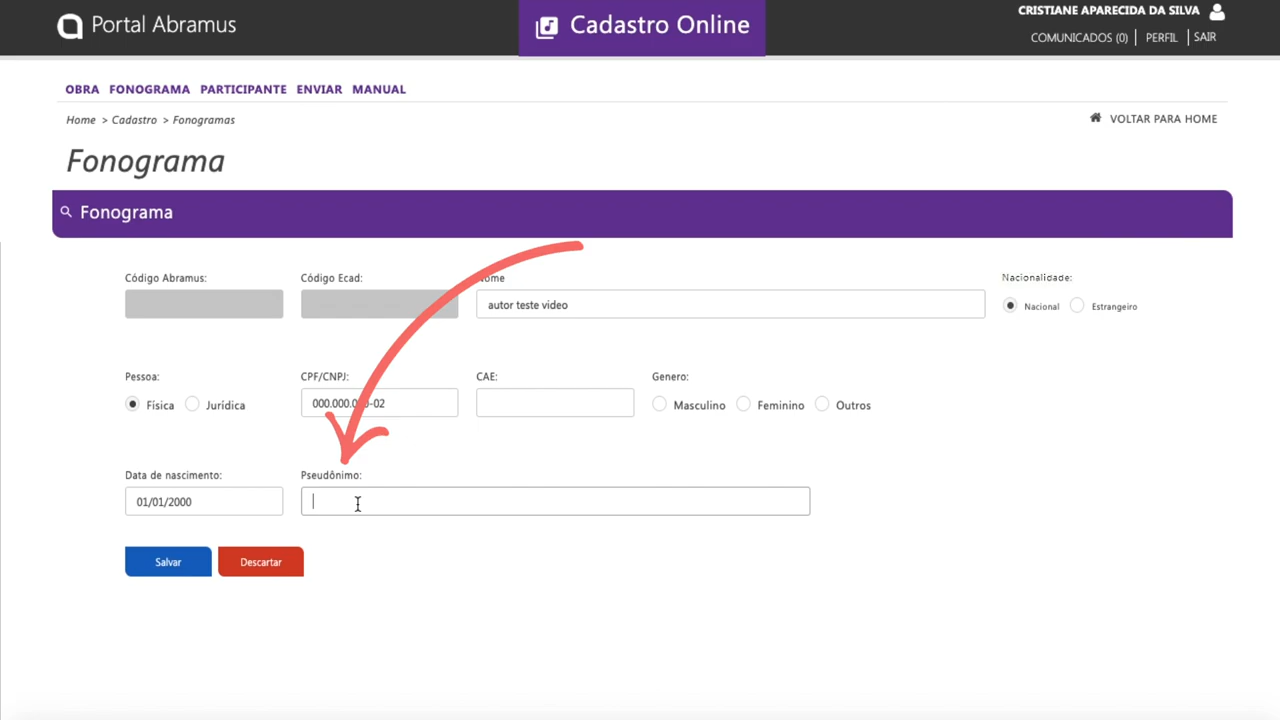 Portal Abramus
Cadastro Online
CRISTIANE APARECIDA DA SILVA
COMUNICADOS (0) | PERFIL | SAIR
OBRA FONOGRAMA PARTICIPANTE ENVIAR MANUAL
Home > Cadastro > Fonogramas
VOLTAR PARA HOME
Fonograma
Fonograma
Código Abramus: Código Ecad: Nome Nacionalidade:
autor teste video Nacional Estrangeiro
Pessoa: CPF/CNPJ: CAE: Genero:
Física Jurídica Masculino Feminino Outros
Data de nascimento: Pseudônimo:
01/01/2000
Salvar Descartar